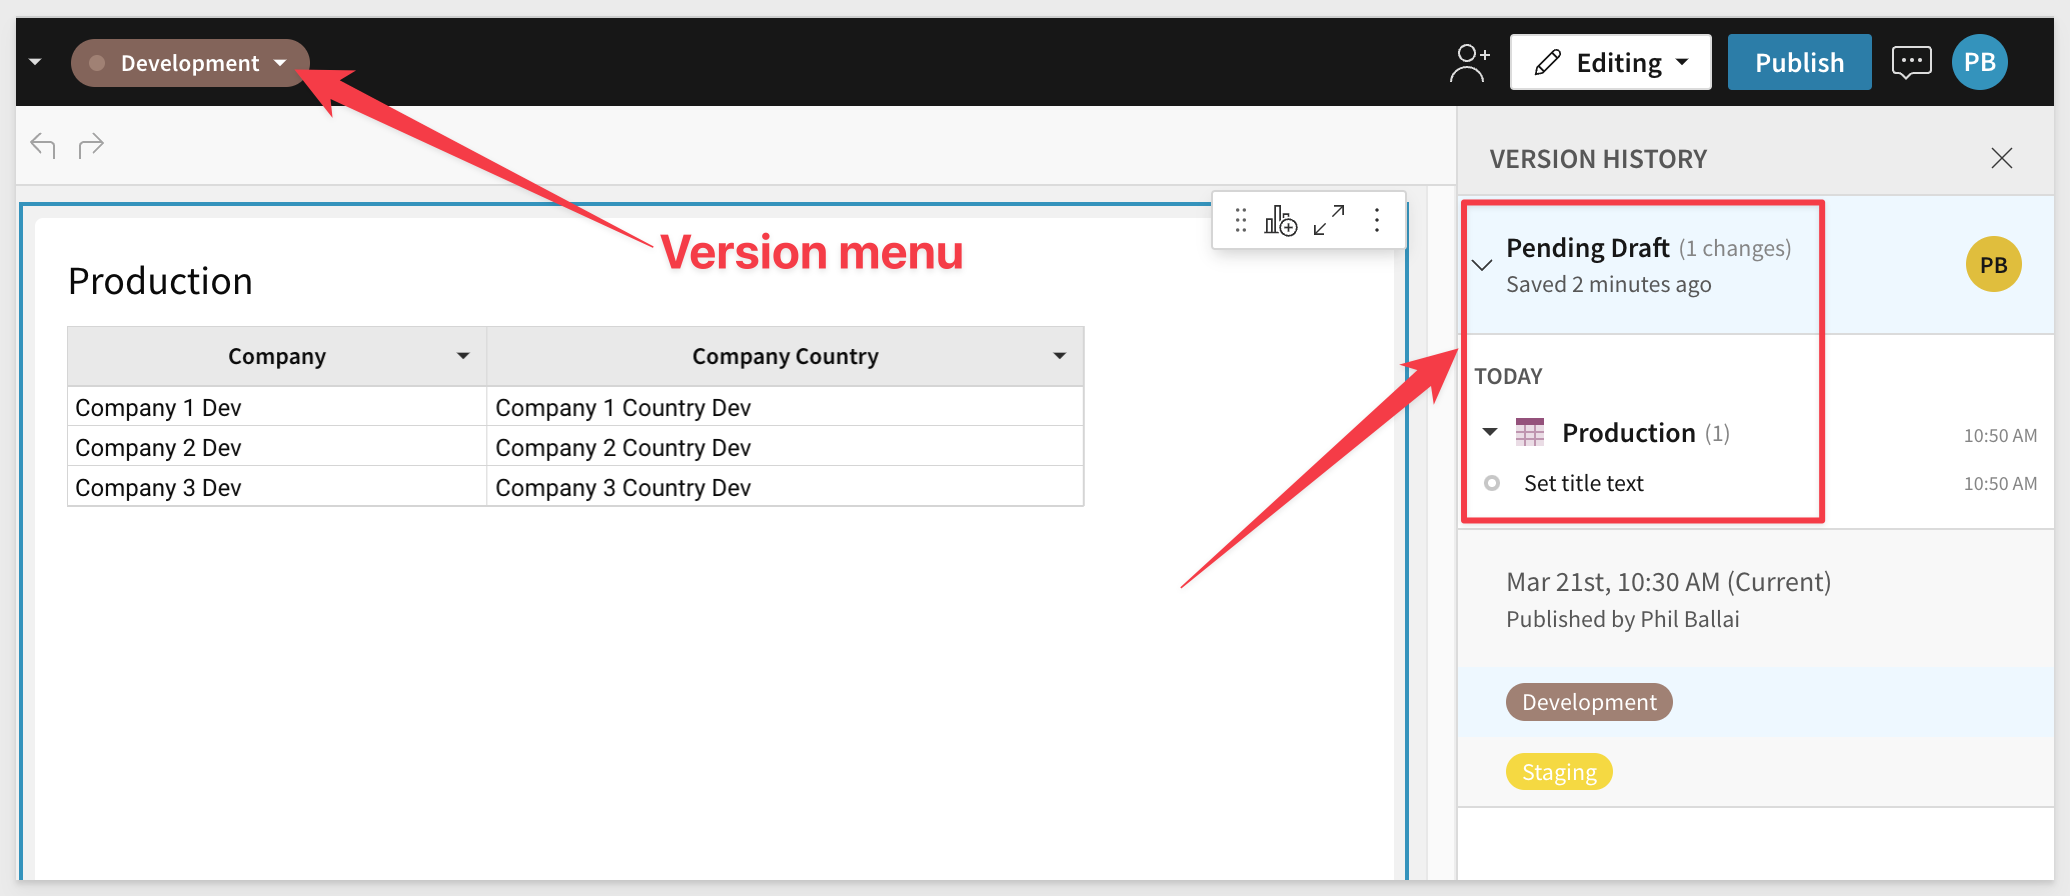 Development
Editing
Publish
PB
VERSION HISTORY
Version menu
Production
Company
Company Country
Company 1 Dev
Company 1 Country Dev
Company 2 Dev
Company 2 Country Dev
Company 3 Dev
Company 3 Country Dev
Pending Draft (1 changes)
Saved 2 minutes ago
PB
TODAY
Production (1)
10:50 AM
Set title text
10:50 AM
Mar 21st, 10:30 AM (Current)
Published by Phil Ballai
Development
Staging